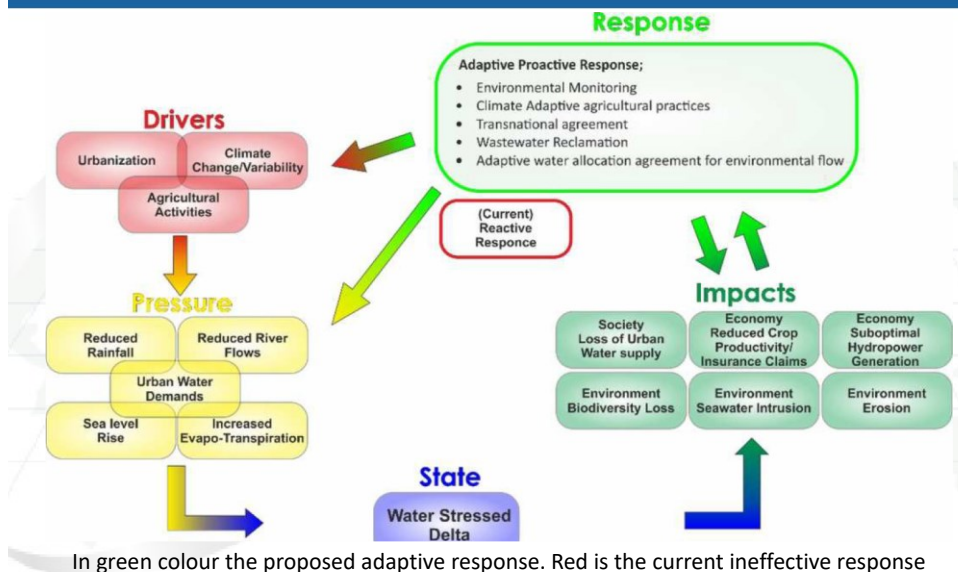 Response
Adaptive Proactive Response;
• Environmental Monitoring
• Climate Adaptive agricultural practices
• Transnational agreement
• Wastewater Reclamation
• Adaptive water allocation agreement for environmental flow
Drivers
Urbanization
Climate
Change/Variability
Agricultural
Activities
(Current)
Reactive
Responce
Pressure
Reduced
Rainfall
Reduced River
Flows
Urban Water
Demands
Sea level
Rise
Increased
Evapo-Transpiration
Impacts
Society
Loss of Urban
Water supply
Economy
Reduced Crop
Productivity/
Insurance Claims
Economy
Suboptimal
Hydropower
Generation
Environment
Biodiversity Loss
Environment
Seawater Intrusion
Environment
Erosion
State
Water Stressed
Delta
In green colour the proposed adaptive response. Red is the current ineffective response